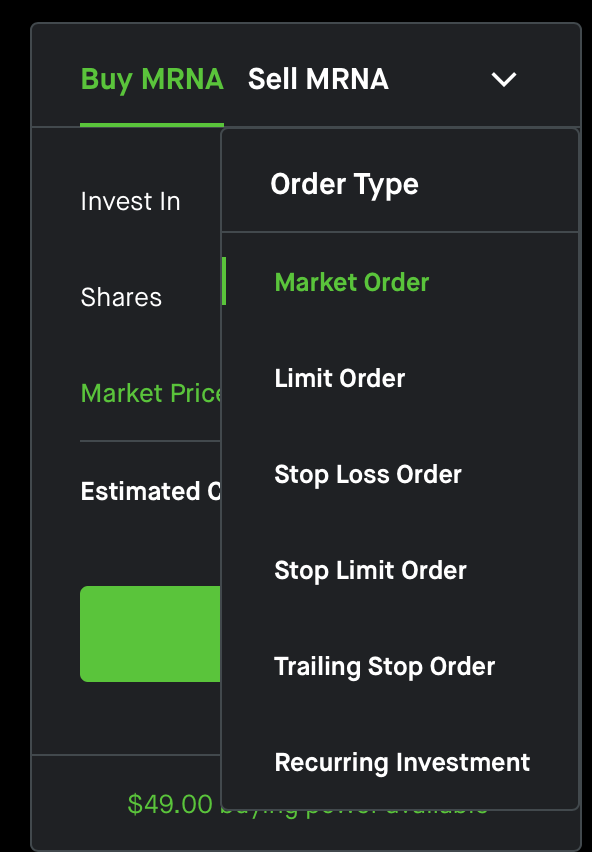 Buy MRNA Sell MRNA
Order Type
Invest In
Market Order
Shares
Limit Order
Market Price
Stop Loss Order
Estimated C
Stop Limit Order
Trailing Stop Order
Recurring Investment
$49.00 buying power available